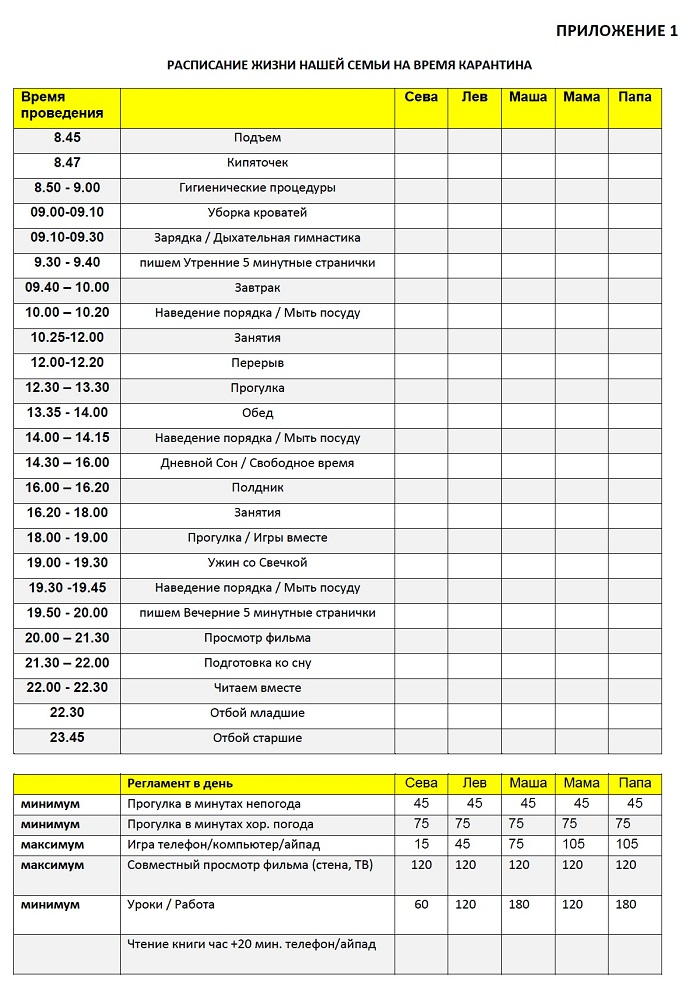 ПРИЛОЖЕНИЕ 1
РАСПИСАНИЕ ЖИЗНИ НАШЕЙ СЕМЬИ НА ВРЕМЯ КАРАНТИНА
Время проведения Сева Лев Маша Мама Папа
8.45 Подъем
8.47 Кипяточек
8.50 - 9.00 Гигиенические процедуры
09.00-09.10 Уборка кроватей
09.10-09.30 Зарядка / Дыхательная гимнастика
9.30 - 9.40 пишем Утренние 5 минутные странички
09.40 – 10.00 Завтрак
10.00 – 10.20 Наведение порядка / Мыть посуду
10.25-12.00 Занятия
12.00-12.20 Перерыв
12.30 – 13.30 Прогулка
13.35 - 14.00 Обед
14.00 – 14.15 Наведение порядка / Мыть посуду
14.30 – 16.00 Дневной Сон / Свободное время
16.00 – 16.20 Полдник
16.20 - 18.00 Занятия
18.00 - 19.00 Прогулка / Игры вместе
19.00 - 19.30 Ужин со Свечкой
19.30 -19.45 Наведение порядка / Мыть посуду
19.50 - 20.00 пишем Вечерние 5 минутные странички
20.00 – 21.30 Просмотр фильма
21.30 – 22.00 Подготовка ко сну
22.00 - 22.30 Читаем вместе
22.30 Отбой младшие
23.45 Отбой старшие
Регламент в день Сева Лев Маша Мама Папа
минимум Прогулка в минутах непогода 45 45 45 45 45
минимум Прогулка в минутах хор. погода 75 75 75 75 75
максимум Игра телефон/компьютер/айпад 15 45 75 105 105
максимум Совместный просмотр фильма (стена, ТВ) 120 120 120 120 120
минимум Уроки / Работа 60 120 180 120 180
Чтение книги час +20 мин. телефон/айпад